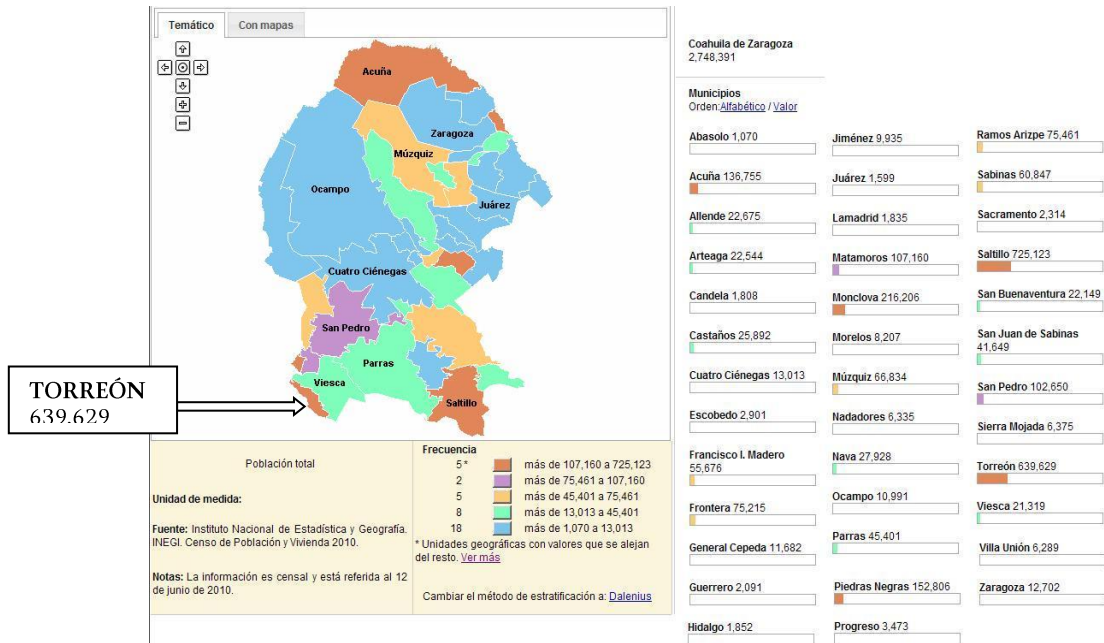 Temático
Con mapas
Acuña
Zaragoza
Múzquiz
Ocampo
Juárez
Cuatro Ciénegas
San Pedro
Parras
Viesca
Saltillo
TORREÓN
639.629
Población total
Unidad de medida:
Fuente: Instituto Nacional de Estadística y Geografía.
INEGI. Censo de Población y Vivienda 2010.
Notas: La información es censal y está referida al 12
de junio de 2010.
Frecuencia
5 * más de 107,160 a 725,123
2 más de 75,461 a 107,160
5 más de 45,401 a 75,461
8 más de 13,013 a 45,401
18 más de 1,070 a 13,013
* Unidades geográficas con valores que se alejan
del resto. Ver más
Cambiar el método de estratificación a: Dalenius
Coahuila de Zaragoza
2,748,391
Municipios
Orden:Alfabético / Valor
Abasolo 1,070
Acuña 136,755
Allende 22,675
Arteaga 22,544
Candela 1,808
Castaños 25,892
Cuatro Ciénegas 13,013
Escobedo 2,901
Francisco I. Madero
55,676
Frontera 75,215
General Cepeda 11,682
Guerrero 2,091
Hidalgo 1,852
Jiménez 9,935
Juárez 1,599
Lamadrid 1,835
Matamoros 107,160
Monclova 216,206
Morelos 8,207
Múzquiz 66,834
Nadadores 6,335
Nava 27,928
Ocampo 10,991
Parras 45,401
Piedras Negras 152,806
Progreso 3,473
Ramos Arizpe 75,461
Sabinas 60,847
Sacramento 2,314
Saltillo 725,123
San Buenaventura 22,149
San Juan de Sabinas
41,649
San Pedro 102,650
Sierra Mojada 6,375
Torreón 639,629
Viesca 21,319
Villa Unión 6,289
Zaragoza 12,702